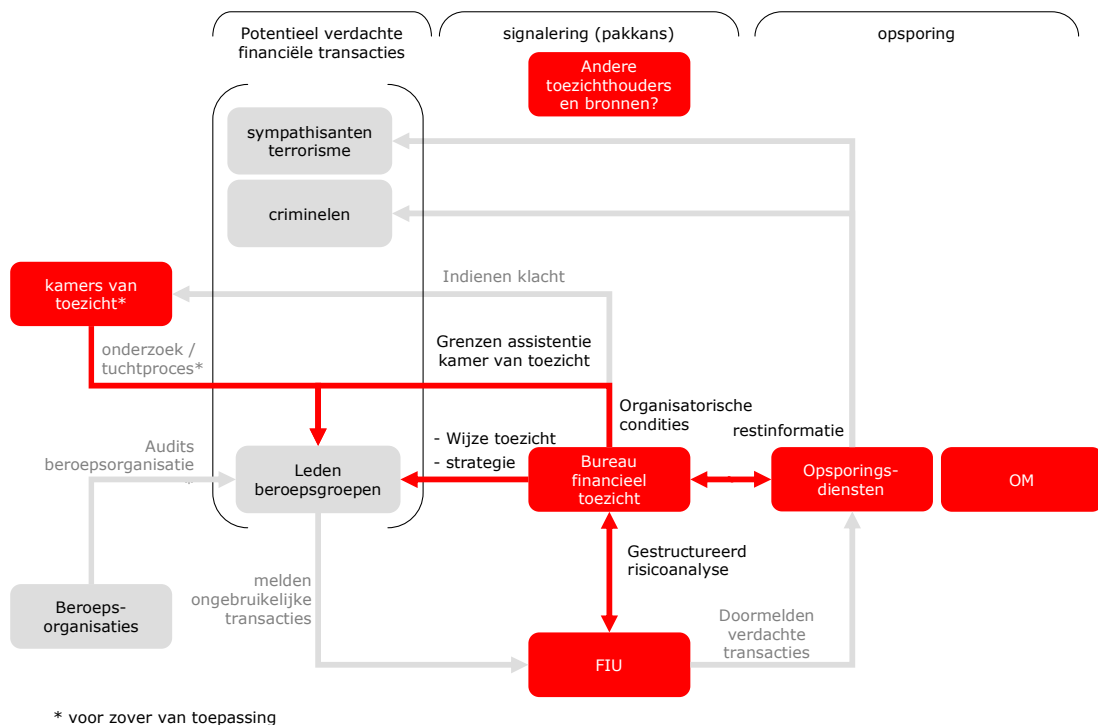 Potentieel verdachte
financiële transacties
signalering (pakkans)
opsporing
Andere
toezichthouders
en bronnen?
sympathisanten
terrorisme
criminelen
kamers van
toezicht*
Indienen klacht
onderzoek /
tuchtproces*
Grenzen assistentie
kamer van toezicht
Organisatorische
condities
restinformatie
Audits
beroepsorganisatie
- Wijze toezicht
- strategie
Leden
beroepsgroepen
Bureau
financieel
toezicht
Opsporings-
diensten
OM
Gestructureerd
risicoanalyse
melden
ongebruikelijke
transacties
Beroeps-
organisaties
Doormelden
verdachte
transacties
FIU
* voor zover van toepassing